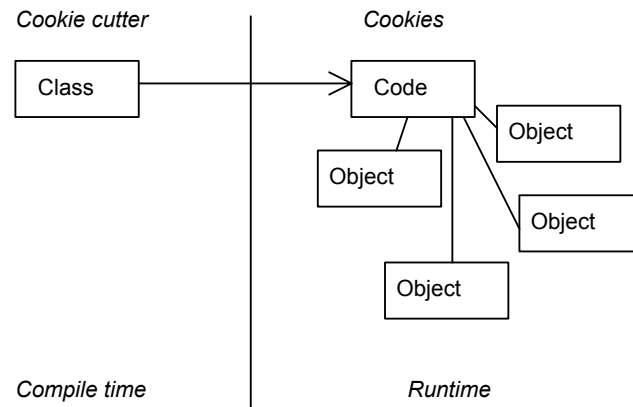 Cookie cutter
Cookies
Class
Code
Object
Object
Object
Object
Compile time
Runtime